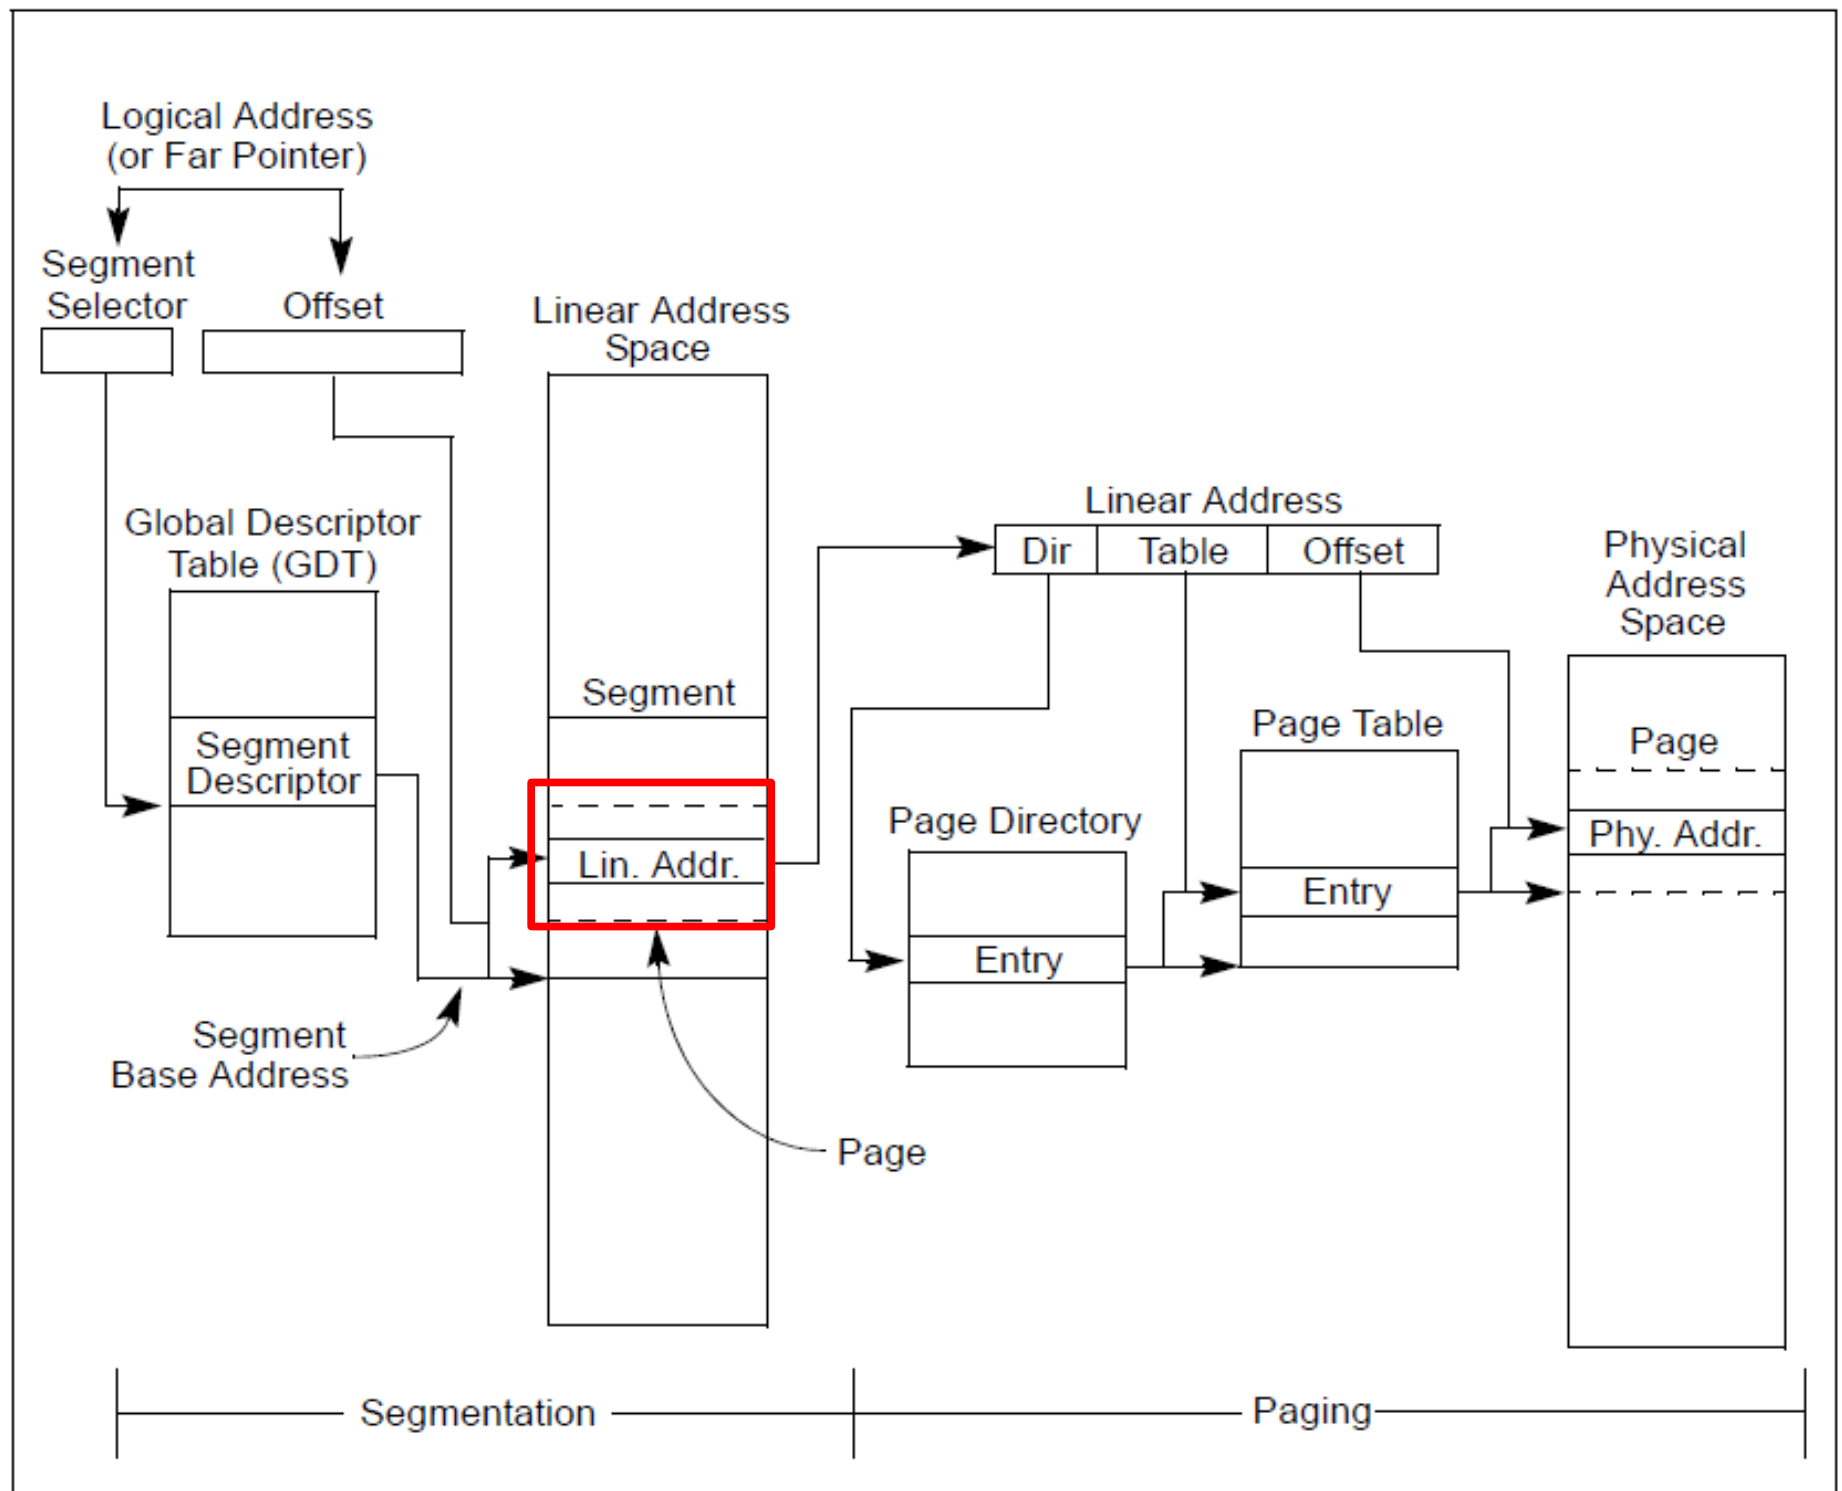 Logical Address
(or Far Pointer)
Segment
Selector
Offset
Linear Address
Space
Global Descriptor
Table (GDT)
Segment
Descriptor
Segment
Lin. Addr.
Segment
Base Address
Page
Linear Address
Dir
Table
Offset
Page Directory
Entry
Page Table
Entry
Physical
Address
Space
Page
Phy. Addr.
Segmentation
Paging